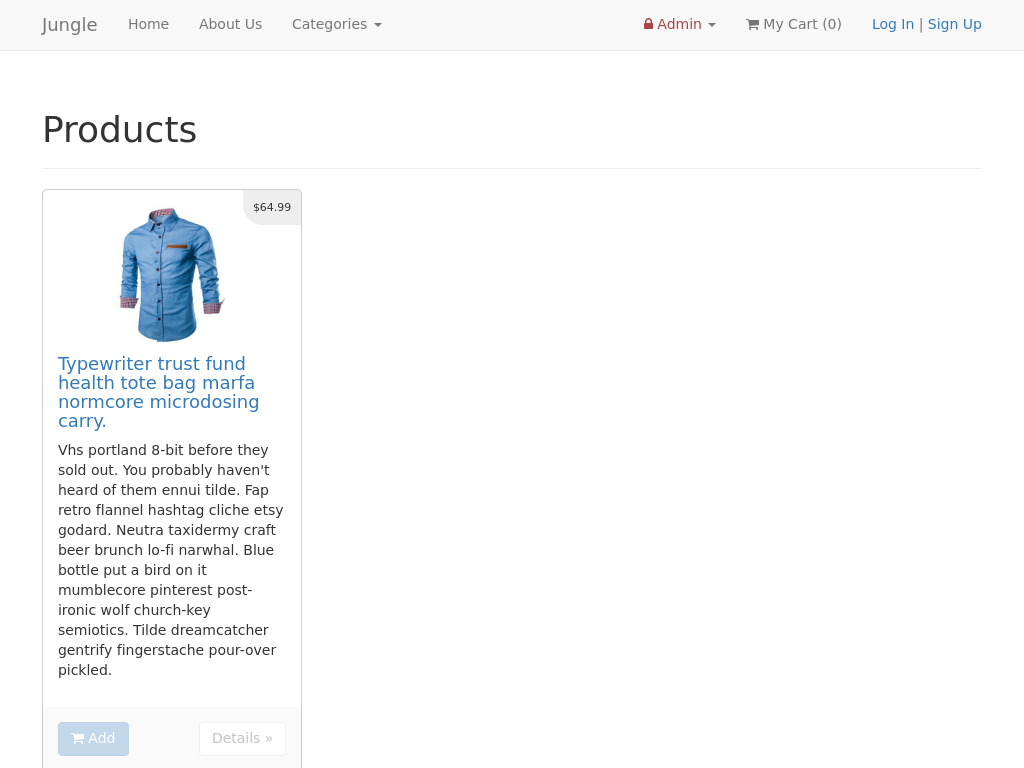 Jungle Home About Us Categories Admin My Cart (0) Log In | Sign Up
Products
$64.99
Typewriter trust fund
health tote bag marfa
normcore microdosing
carry.
Vhs portland 8-bit before they
sold out. You probably haven't
heard of them ennui tilde. Fap
retro flannel hashtag cliche etsy
godard. Neutra taxidermy craft
beer brunch lo-fi narwhal. Blue
bottle put a bird on it
mumblecore pinterest post-
ironic wolf church-key
semiotics. Tilde dreamcatcher
gentrify fingerstache pour-over
pickled.
Add Details »